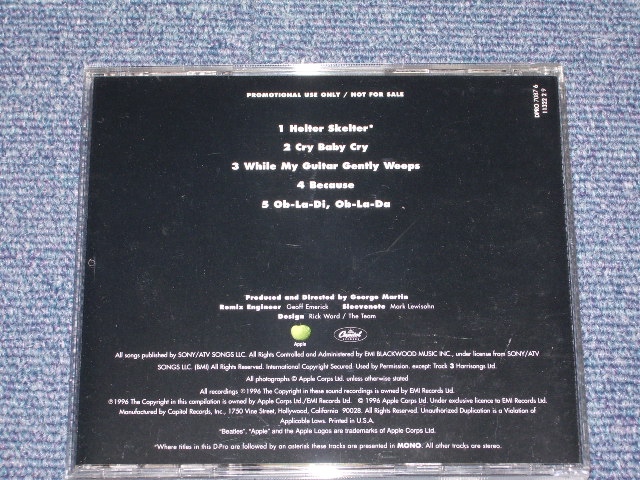 PROMOTIONAL USE ONLY / NOT FOR SALE
DPRO 7087 6
11322 2 9
1 Helter Skelter*
2 Cry Baby Cry
3 While My Guitar Gently Weeps
4 Because
5 Ob-La-Di, Ob-La-Da
Produced and Directed by George Martin
Remix Engineer Geoff Emerick Sleevenote Mark Lewisohn
Design Rick Ward / The Team
Apple
Capitol
RECORDS
All songs published by SONY/ATV SONGS LLC. All Rights Controlled and Administered by EMI BLACKWOOD MUSIC INC., under license from SONY/ATV
SONGS LLC. (BMI) All Rights Reserved. International Copyright Secured. Used by Permission. except: Track 3 Harrisongs Ltd.
All photographs © Apple Corps Ltd. unless otherwise stated
All recordings ℗1996 The Copyright in these sound recordings is owned by EMI Records Ltd.
℗1996 The Copyright in this compilation is owned by Apple Corps Ltd./EMI Records Ltd. © 1996 Apple Corps Ltd. Under exclusive licence to EMI Records Ltd.
Manufactured by Capitol Records, Inc., 1750 Vine Street, Hollywood, California 90028. All Rights Reserved. Unauthorized Duplication is a Violation of
Applicable Laws. Printed in U.S.A.
"Beatles", "Apple" and the Apple Logos are trademarks of Apple Corps Ltd.
*Where titles in this D-Pro are followed by an asterisk these tracks are presented in MONO. All other tracks are stereo.